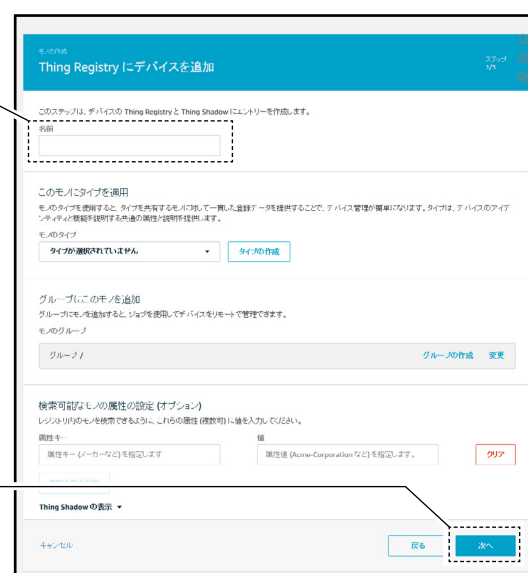 モノの作成
Thing Registry にデバイスを追加
ステップ
1/3
このステップは、デバイスの Thing Registry と Thing Shadow にエントリーを作成します。
名前
このモノにタイプを適用
モノのタイプを使用すると、タイプを共有するモノに対して一貫した登録データを提供することで、デバイス管理が簡単になります。タイプは、デバイスのアイデ
ンティティと機能を説明する共通の属性と説明を提供します。
モノのタイプ
タイプが選択されていません
タイプの作成
グループにこのモノを追加
グループにモノを追加すると、ジョブを使用してデバイスをリモートで管理できます。
モノのグループ
グループ /
グループの作成 変更
検索可能なモノの属性の設定 (オプション)
レジストリ内のモノを検索できるように、これらの属性 (複数可) に値を入力してください。
属性キー 値
属性キー (メーカーなど) を指定します 属性値 (Acme-Corporation など) を指定します。 クリア
Thing Shadow の表示
キャンセル 戻る 次へ